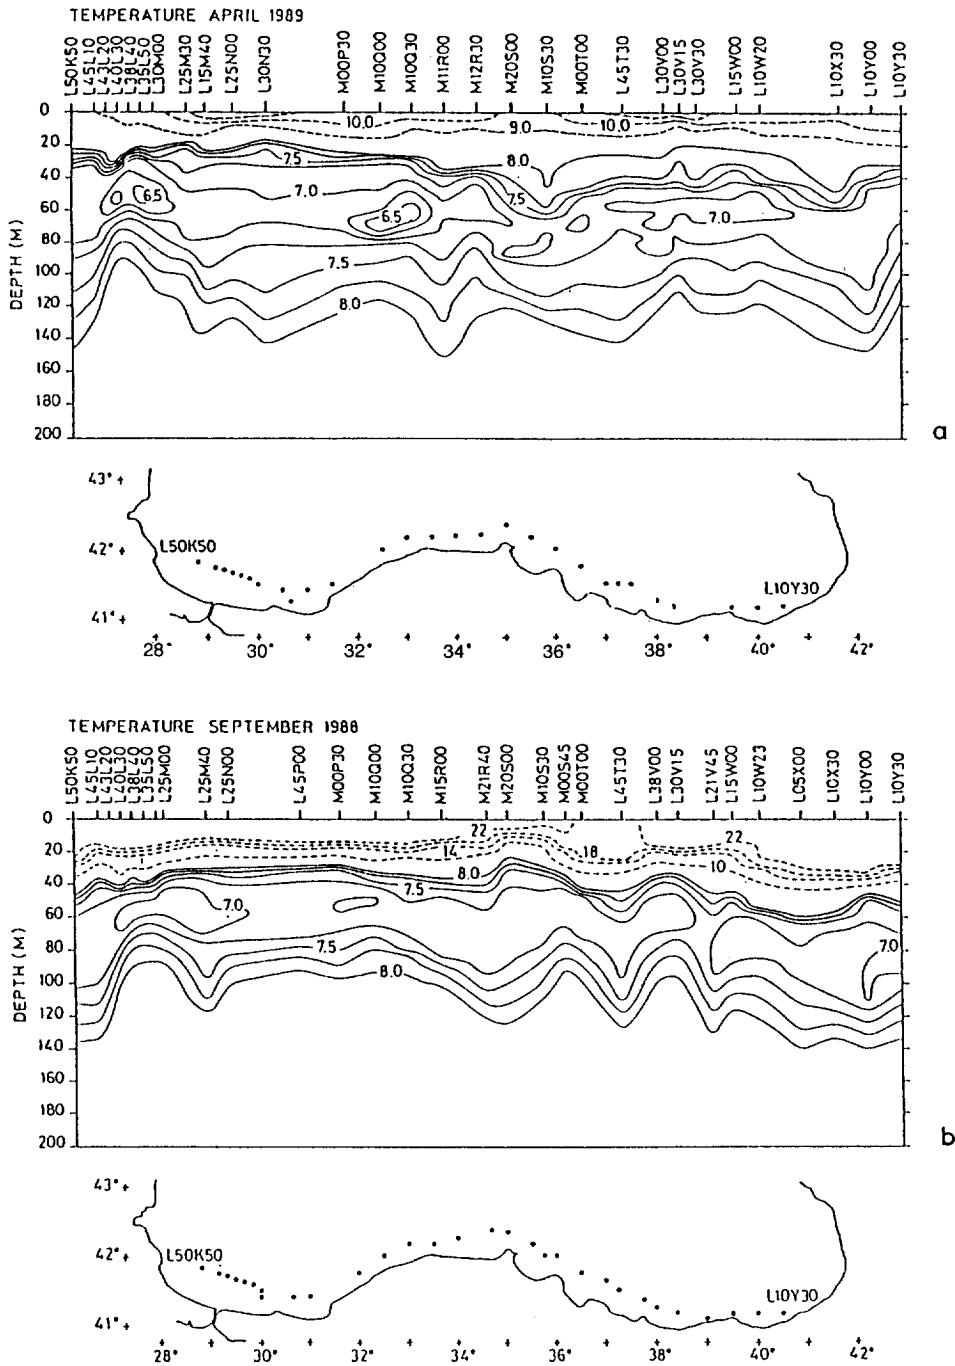 TEMPERATURE APRIL 1989
L50K50 L45L10 L43L20 L40L30 L38L40 L35L50 L30M00 L25M30 L15M40 L25N00 L30N30 M00P30 M10Q00 M10Q30 M11R00 M12R30 M20S00 M10S30 M00T00 L45T30 L30V00 L30V15 L30V30 L15W00 L10W20 L10X30 L10Y00 L10Y30
0
10.0 9.0 10.0
20
7.5 8.0
40
6.5 7.0 7.5
60
6.5 7.0
80
7.5
100
8.0
120
140
160
180
200
DEPTH (M)
a
43°
42°
L50K50
L10Y30
41°
28° 30° 32° 34° 36° 38° 40° 42°
TEMPERATURE SEPTEMBER 1988
L50K50 L45L10 L43L20 L40L30 L38L40 L35L50 L25M00 L25M40 L25N00 L45P00 M00P30 M10Q00 M10Q30 M15R00 M21R40 M20S00 M10S30 M00S45 M00T00 L45T30 L38V00 L30V15 L21V45 L15W00 L10W23 L05X00 L10X30 L10Y00 L10Y30
0
22 22
20
14 18 10
8.0
40
7.5
60
7.0
80
7.5 7.0
100
8.0
120
140
160
180
200
DEPTH (M)
b
43°
42°
L50K50
L10Y30
41°
28° 30° 32° 34° 36° 38° 40° 42°